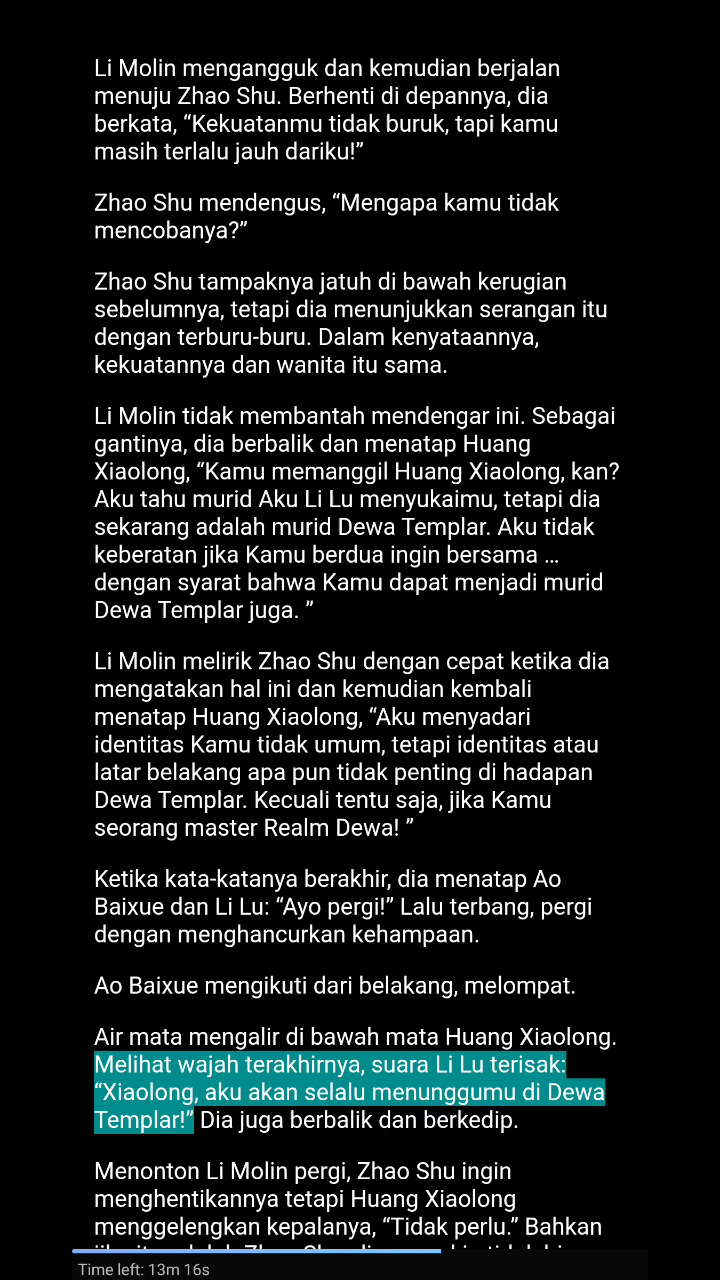 Li Molin mengangguk dan kemudian berjalan
menuju Zhao Shu. Berhenti di depannya, dia
berkata, “Kekuatanmu tidak buruk, tapi kamu
masih terlalu jauh dariku!”
Zhao Shu mendengus, “Mengapa kamu tidak
mencobanya?”
Zhao Shu tampaknya jatuh di bawah kerugian
sebelumnya, tetapi dia menunjukkan serangan itu
dengan terburu-buru. Dalam kenyataannya,
kekuatannya dan wanita itu sama.
Li Molin tidak membantah mendengar ini. Sebagai
gantinya, dia berbalik dan menatap Huang
Xiaolong, “Kamu memanggil Huang Xiaolong, kan?
Aku tahu murid Aku Li Lu menyukaimu, tetapi dia
sekarang adalah murid Dewa Templar. Aku tidak
keberatan jika Kamu berdua ingin bersama ...
dengan syarat bahwa Kamu dapat menjadi murid
Dewa Templar juga. ”
Li Molin melirik Zhao Shu dengan cepat ketika dia
mengatakan hal ini dan kemudian kembali
menatap Huang Xiaolong, “Aku menyadari
identitas Kamu tidak umum, tetapi identitas atau
latar belakang apa pun tidak penting di hadapan
Dewa Templar. Kecuali tentu saja, jika Kamu
seorang master Realm Dewa! ”
Ketika kata-katanya berakhir, dia menatap Ao
Baixue dan Li Lu: “Ayo pergi!” Lalu terbang, pergi
dengan menghancurkan kehampaan.
Ao Baixue mengikuti dari belakang, melompat.
Air mata mengalir di bawah mata Huang Xiaolong.
Melihat wajah terakhirnya, suara Li Lu terisak:
“Xiaolong, aku akan selalu menunggumu di Dewa
Templar!” Dia juga berbalik dan berkedip.
Menonton Li Molin pergi, Zhao Shu ingin
menghentikannya tetapi Huang Xiaolong
menggelengkan kepalanya, “Tidak perlu.” Bahkan
Time left: 13m 16s